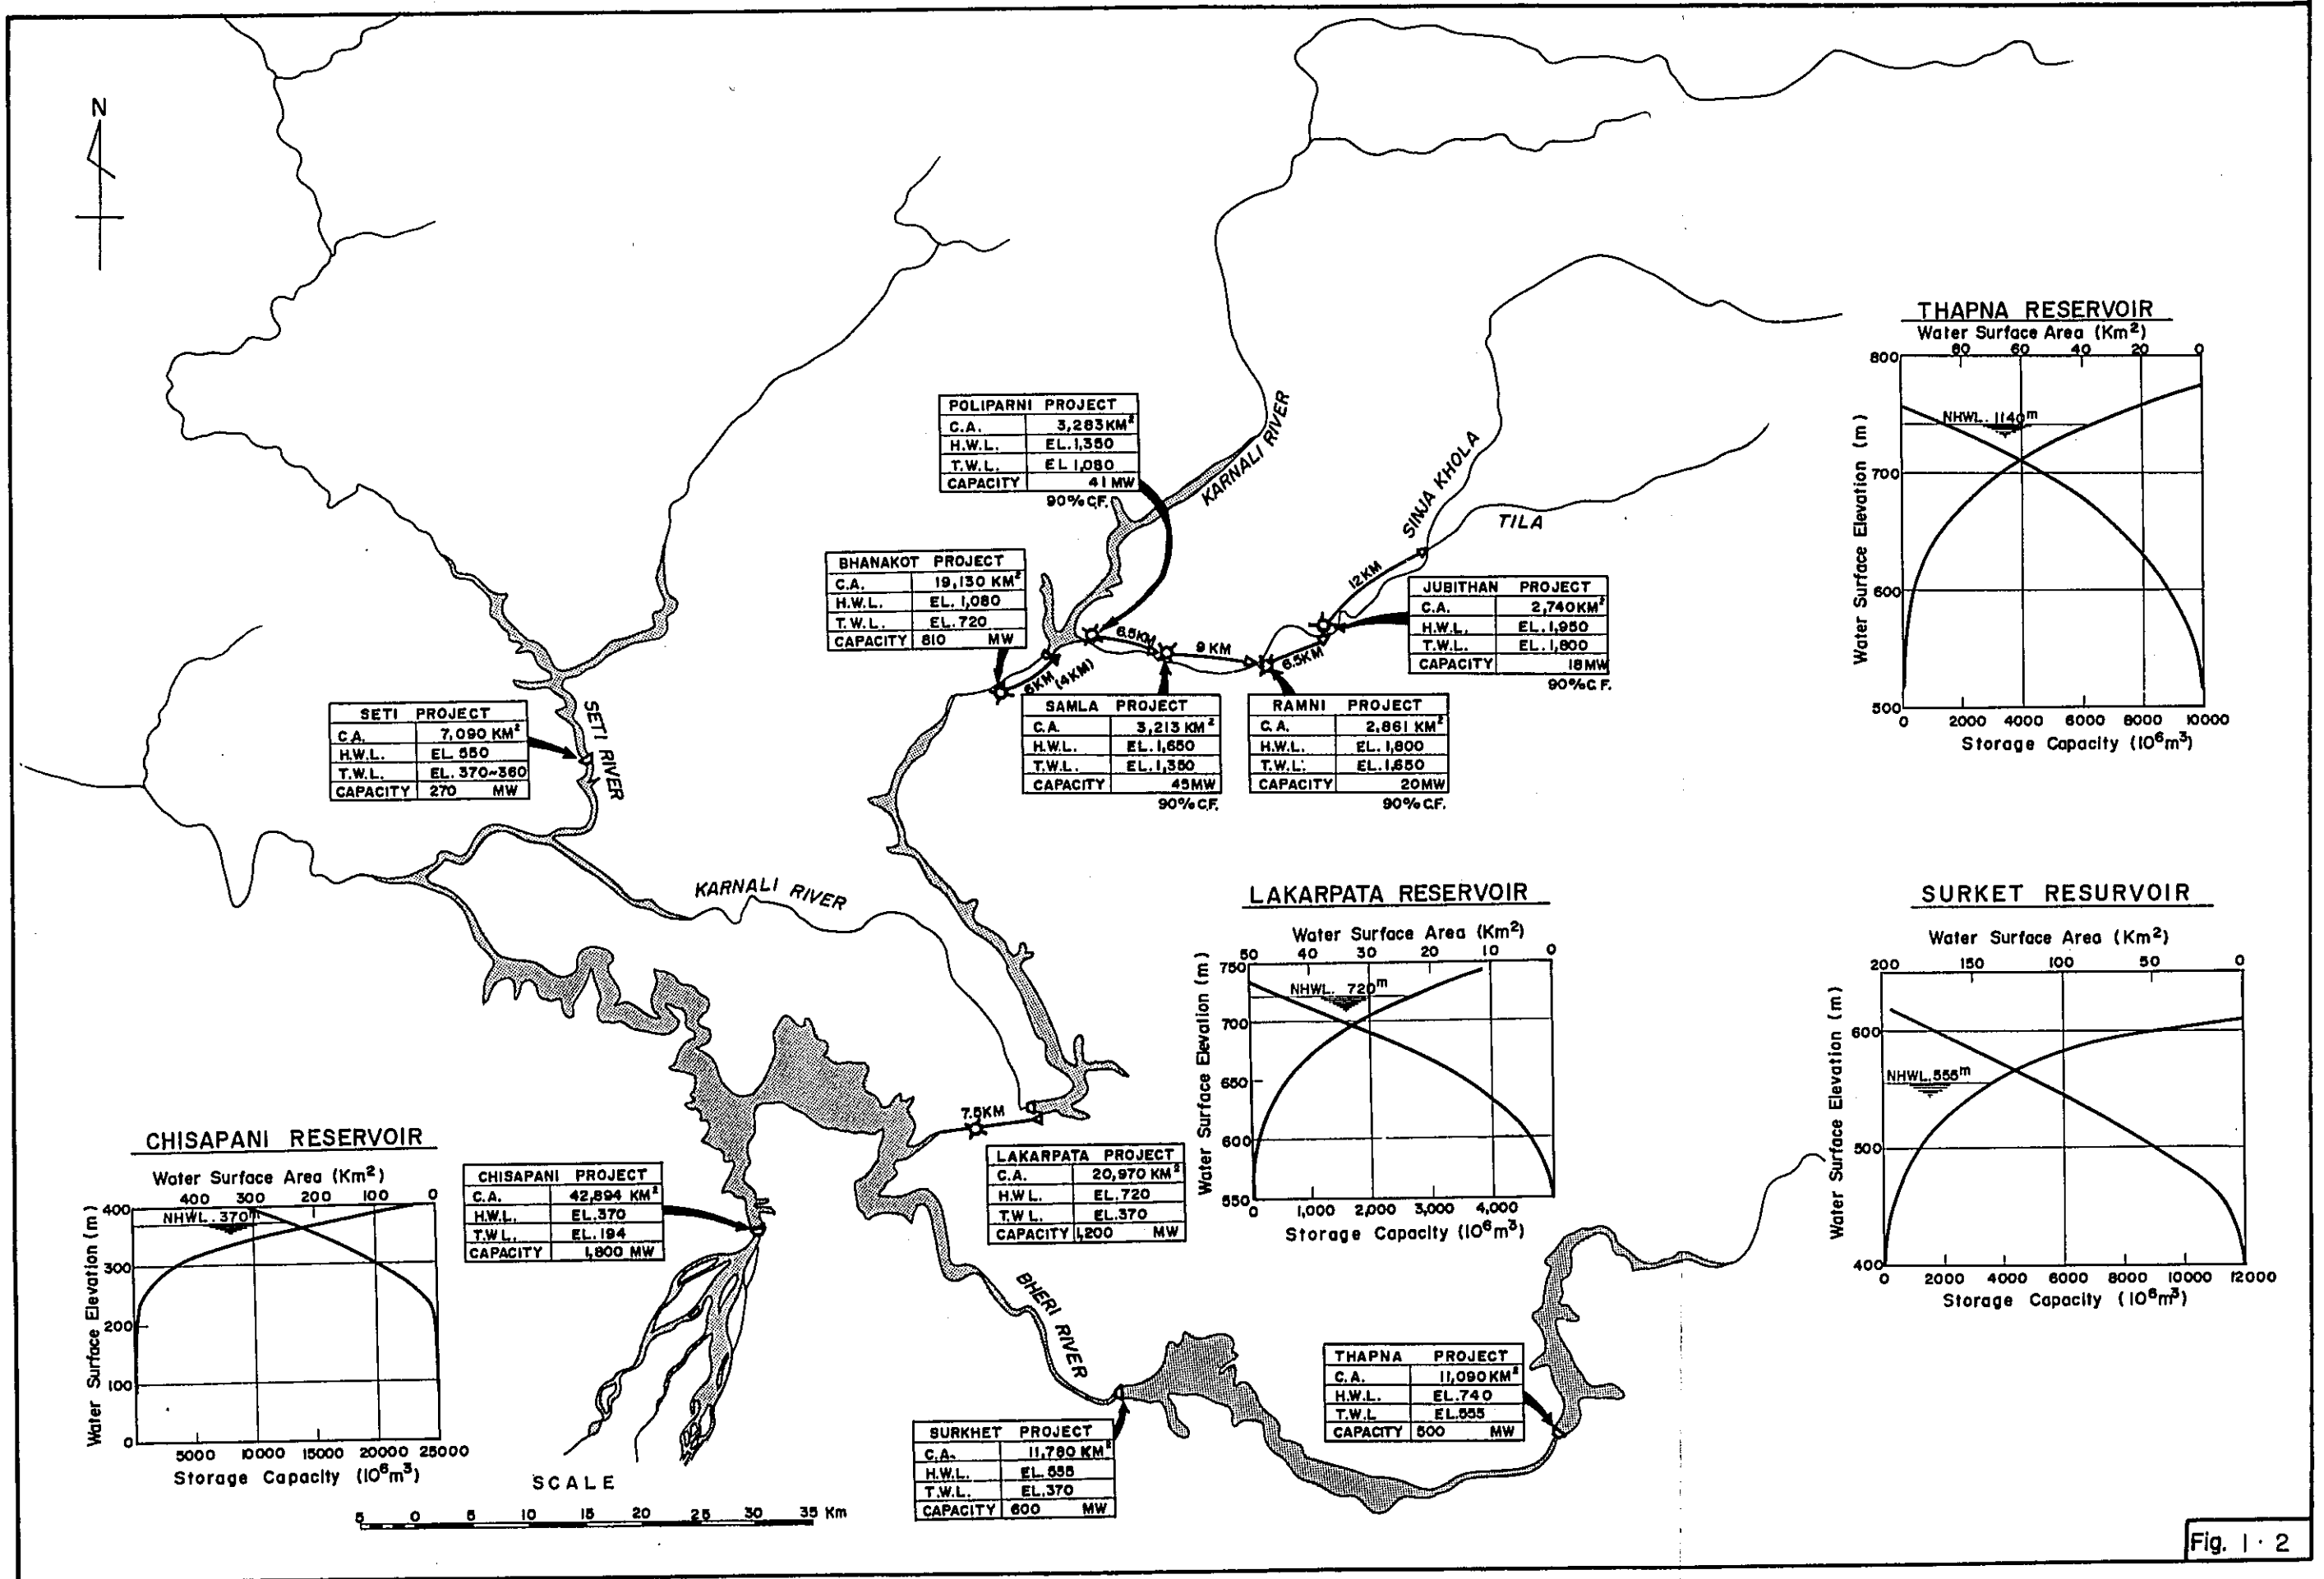 N
POLIPARNI PROJECT
C.A. 3,283KM²
H.W.L. EL.1,350
T.W.L. EL 1,080
CAPACITY 41 MW
90% C.F.
KARNALI RIVER
SINJA KHOLA
TILA
BHANAKOT PROJECT
C.A. 19,130 KM²
H.W.L. EL. 1,080
T.W.L. EL. 720
CAPACITY 810 MW
12KM
6.5KM
9 KM
6.5KM
6KM (4KM)
JUBITHAN PROJECT
C.A. 2,740KM²
H.W.L. EL.1,950
T.W.L. EL.1,800
CAPACITY 18MW
90% C.F.
SAMLA PROJECT
C.A. 3,213 KM²
H.W.L. EL.1,650
T.W.L. EL.1,350
CAPACITY 45MW
90% C.F.
RAMNI PROJECT
C.A. 2,861 KM²
H.W.L. EL. 1,800
T.W.L. EL.1,650
CAPACITY 20MW
90% C.F.
SETI PROJECT
C.A. 7,090 KM²
H.W.L. EL 550
T.W.L. EL. 370~360
CAPACITY 270 MW
SETI RIVER
KARNALI RIVER
THAPNA RESERVOIR
Water Surface Area (Km²)
80 60 40 20 0
800
NHWL. 1140m
700
600
500
Water Surface Elevation (m)
0 2000 4000 6000 8000 10000
Storage Capacity (10⁶m³)
LAKARPATA RESERVOIR
Water Surface Area (Km²)
50 40 30 20 10 0
750
NHWL. 720m
700
650
600
550
Water Surface Elevation (m)
0 1,000 2,000 3,000 4,000
Storage Capacity (10⁶m³)
SURKET RESURVOIR
Water Surface Area (Km²)
200 150 100 50 0
600
NHWL.555m
500
400
Water Surface Elevation (m)
0 2000 4000 6000 8000 10000 12000
Storage Capacity (10⁶m³)
7.5KM
CHISAPANI RESERVOIR
Water Surface Area (Km²)
400 300 200 100 0
400
NHWL. 370m
300
200
100
0
Water Surface Elevation (m)
5000 10000 15000 20000 25000
Storage Capacity (10⁶m³)
CHISAPANI PROJECT
C.A. 42,894 KM²
H.W.L. EL.370
T.W.L. EL.194
CAPACITY 1,800 MW
LAKARPATA PROJECT
C.A. 20,970 KM²
H.W.L. EL.720
T.W.L. EL.370
CAPACITY 1,200 MW
BHERI RIVER
THAPNA PROJECT
C.A. 11,090KM²
H.W.L. EL.740
T.W.L EL.555
CAPACITY 500 MW
SURKHET PROJECT
C.A. 11,780 KM²
H.W.L. EL.555
T.W.L. EL.370
CAPACITY 600 MW
SCALE
5 0 5 10 15 20 25 30 35 Km
Fig. 1·2